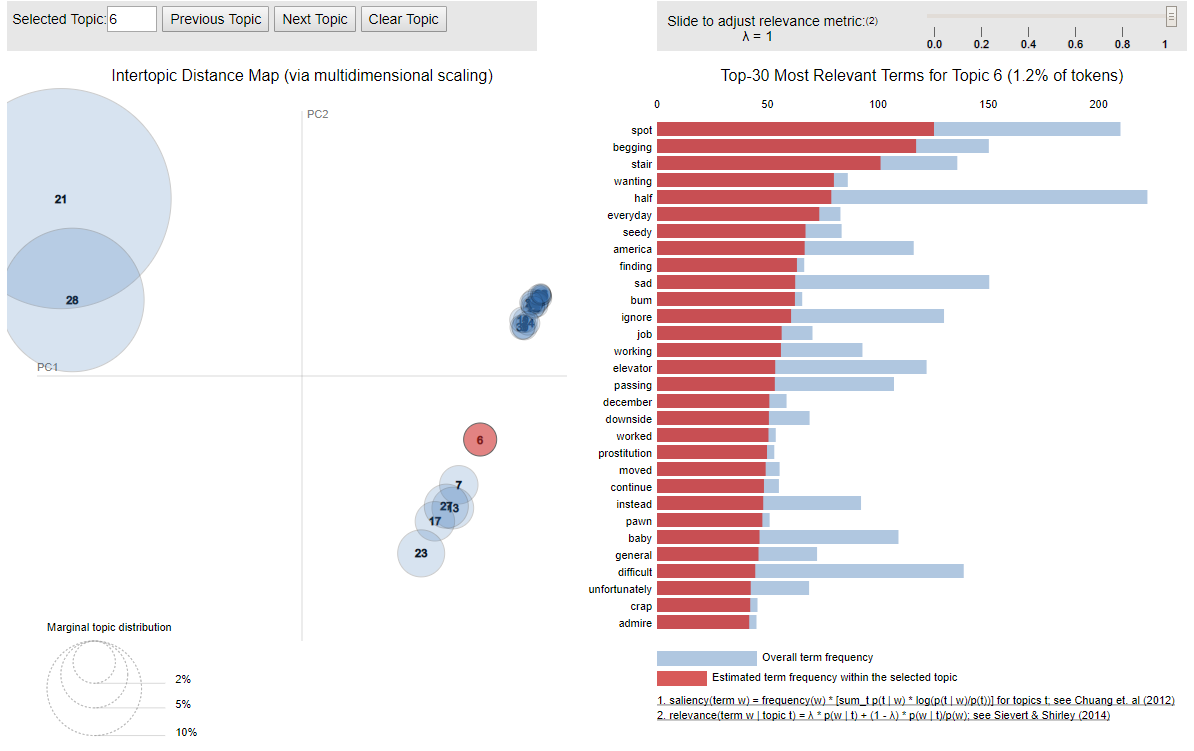 Selected Topic: 6 Previous Topic Next Topic Clear Topic
Slide to adjust relevance metric:(2)
λ = 1
0.0 0.2 0.4 0.6 0.8 1
Intertopic Distance Map (via multidimensional scaling)
PC2
PC1
21
28
6
7
27
13
17
23
Marginal topic distribution
2%
5%
10%
Top-30 Most Relevant Terms for Topic 6 (1.2% of tokens)
0 50 100 150 200
spot
begging
stair
wanting
half
everyday
seedy
america
finding
sad
bum
ignore
job
working
elevator
passing
december
downside
worked
prostitution
moved
continue
instead
pawn
baby
general
difficult
unfortunately
crap
admire
Overall term frequency
Estimated term frequency within the selected topic
1. saliency(term w) = frequency(w) * [sum_t p(t | w) * log(p(t | w)/p(t))] for topics t; see Chuang et. al (2012)
2. relevance(term w | topic t) = λ * p(w | t) + (1 - λ) * p(w | t)/p(w); see Sievert & Shirley (2014)